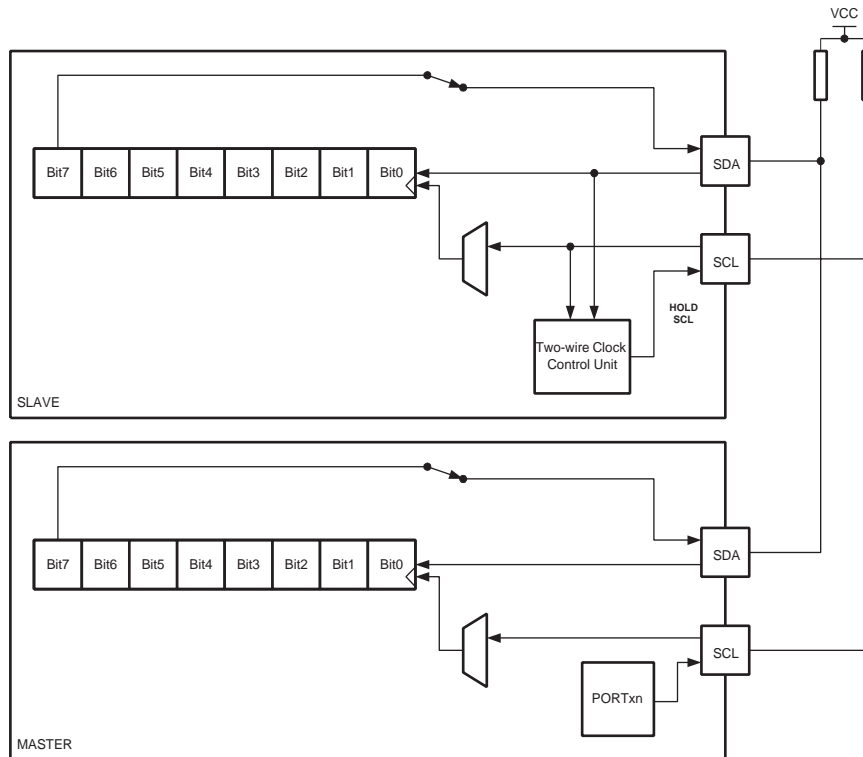 VCC
SDA
Bit7 Bit6 Bit5 Bit4 Bit3 Bit2 Bit1 Bit0
SCL
HOLD
SCL
Two-wire Clock
Control Unit
SLAVE
SDA
Bit7 Bit6 Bit5 Bit4 Bit3 Bit2 Bit1 Bit0
SCL
PORTxn
MASTER